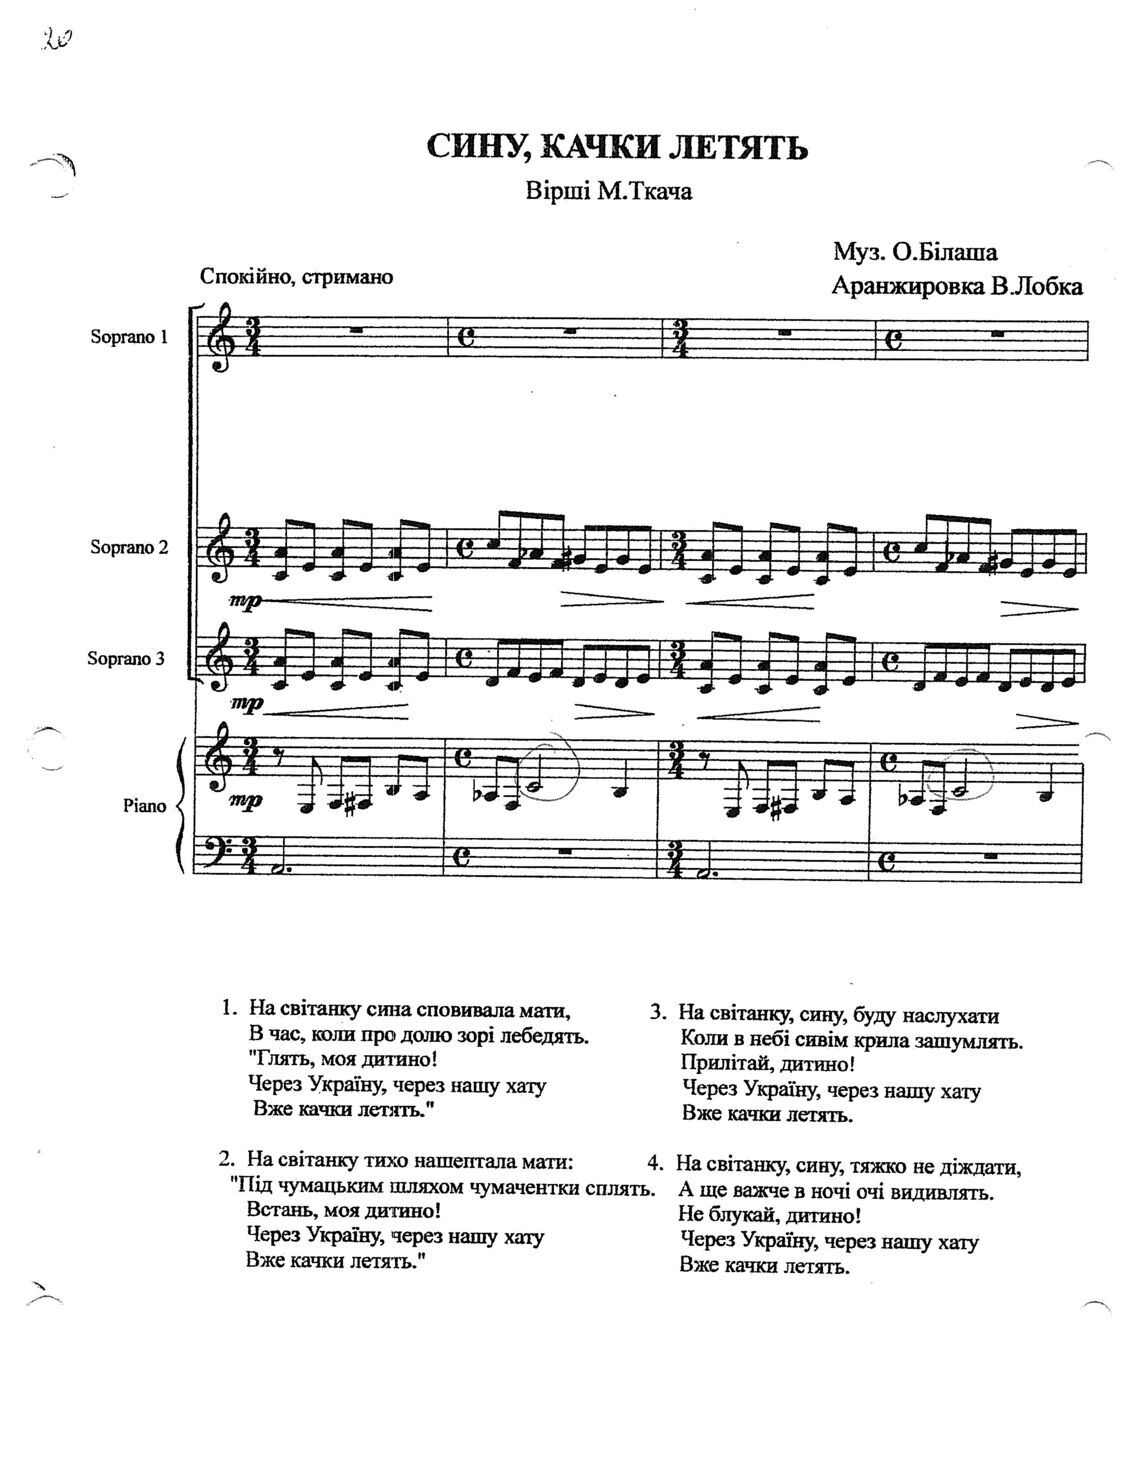 20
СИНУ, КАЧКИ ЛЕТЯТЬ
Вірші М.Ткача
Муз. О.Білаша
Спокійно, стримано
Аранжировка В.Лобка
Soprano 1
Soprano 2
mp
Soprano 3
mp
Piano
mp
1. На світанку сина сповивала мати,
В час, коли про долю зорі лебедять.
"Глять, моя дитино!
Через Україну, через нашу хату
Вже качки летять."
2. На світанку тихо нашептала мати:
"Під чумацьким шляхом чумачентки сплять.
Встань, моя дитино!
Через Україну, через нашу хату
Вже качки летять."
3. На світанку, сину, буду наслухати
Коли в небі сивім крила зашумлять.
Прилітай, дитино!
Через Україну, через нашу хату
Вже качки летять.
4. На світанку, сину, тяжко не діждати,
А ще важче в ночі очі видивлять.
Не блукай, дитино!
Через Україну, через нашу хату
Вже качки летять.